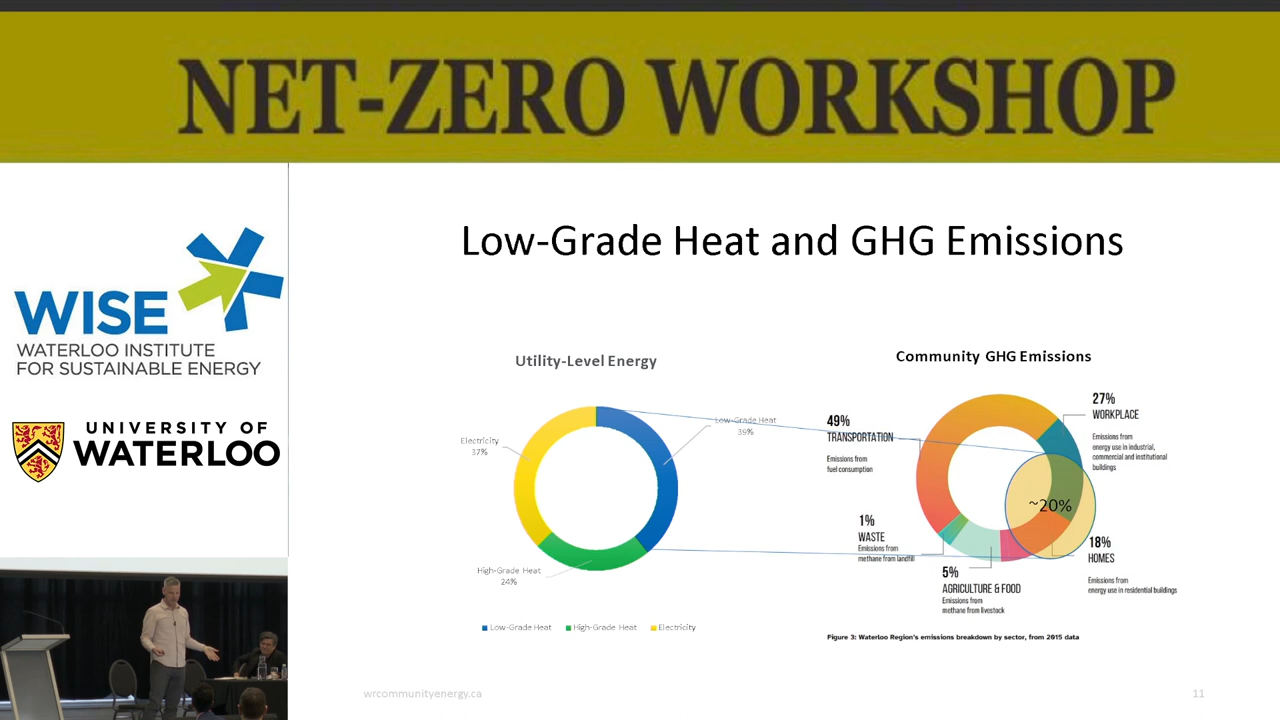 NET-ZERO WORKSHOP
WISE
WATERLOO INSTITUTE
FOR SUSTAINABLE ENERGY
UNIVERSITY OF
WATERLOO
Low-Grade Heat and GHG Emissions
Utility-Level Energy
Low-Grade Heat
39%
Electricity
37%
High-Grade Heat
24%
Low-Grade Heat
High-Grade Heat
Electricity
Community GHG Emissions
49%
TRANSPORTATION
Emissions from
fuel consumption
27%
WORKPLACE
Emissions from
energy use in industrial,
commercial and institutional
buildings
~20%
1%
WASTE
Emissions from
methane from landfill
18%
HOMES
Emissions from
energy use in residential buildings
5%
AGRICULTURE & FOOD
Emissions from
methane from livestock
Figure 3: Waterloo Region's emissions breakdown by sector, from 2015 data
wrcommunityenergy.ca
11